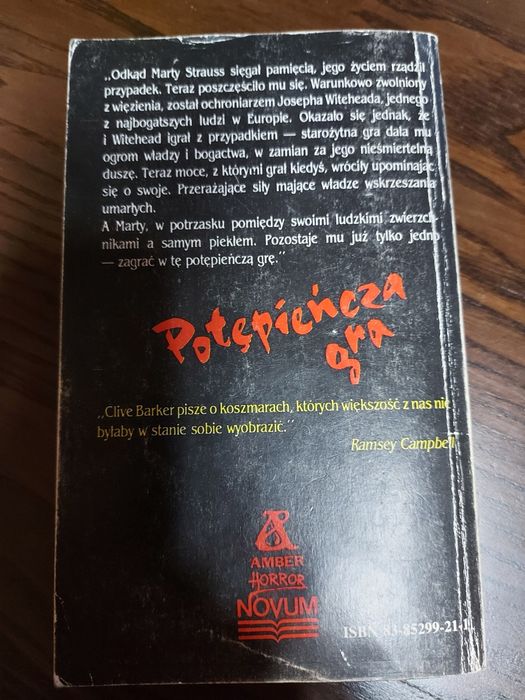 „Odkąd Marty Strauss sięgał pamięcią, jego życiem rządził
przypadek. Teraz poszczęściło mu się. Warunkowo zwolniony
z więzienia, został ochroniarzem Josepha Witeheada, jednego
z najbogatszych ludzi w Europie. Okazało się jednak, że
i Witehead igrał z przypadkiem — starożytna gra dała mu
ogrom władzy i bogactwa, w zamian za jego nieśmiertelną
duszę. Teraz moce, z którymi grał kiedyś, wróciły upominając
się o swoje. Przerażające siły mające władze wskrzeszania
umarłych.
A Marty, w potrzasku pomiędzy swoimi ludzkimi zwierzch-
nikami a samym piekłem. Pozostaje mu już tylko jedno
— zagrać w tę potępieńczą grę.”
Potępieńcza
gra
„Clive Barker pisze o koszmarach, których większość z nas nie
byłaby w stanie sobie wyobrazić.”
Ramsey Campbell
AMBER
HORROR
NOVUM
ISBN 83-85299-21-1